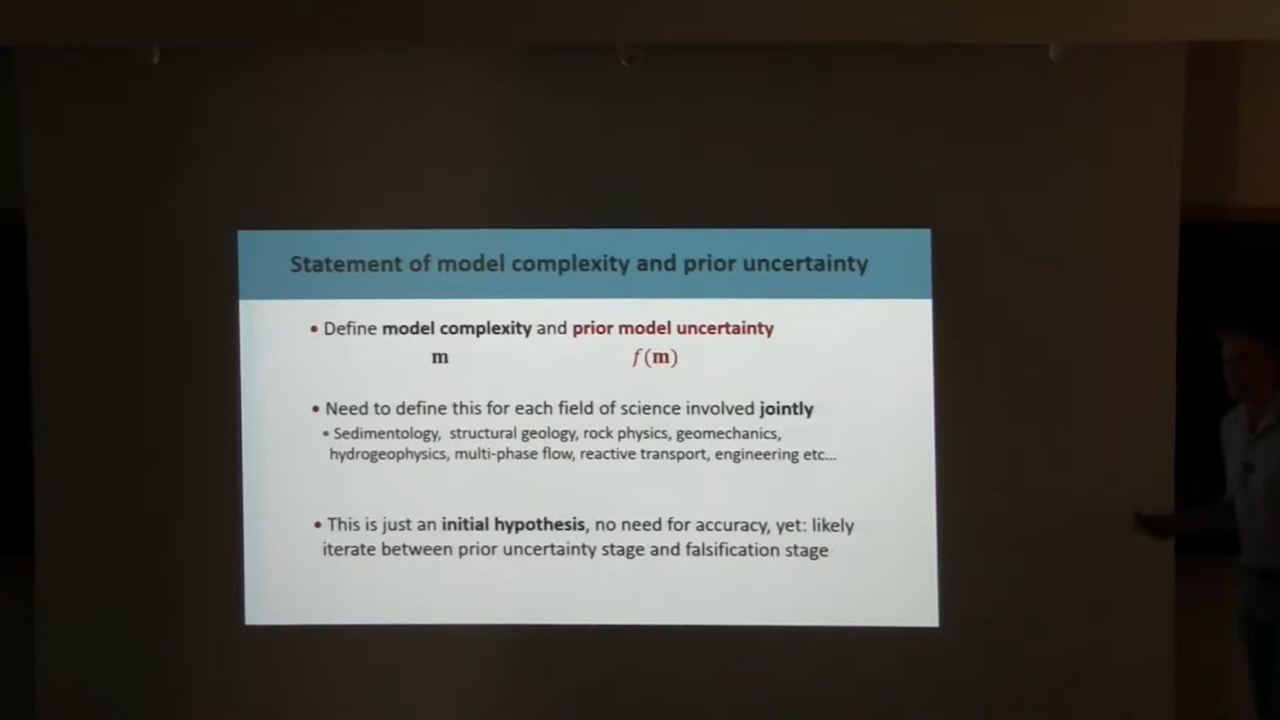 Statement of model complexity and prior uncertainty
• Define model complexity and prior model uncertainty
m f(m)
• Need to define this for each field of science involved jointly
• Sedimentology, structural geology, rock physics, geomechanics,
hydrogeophysics, multi-phase flow, reactive transport, engineering etc...
• This is just an initial hypothesis, no need for accuracy, yet: likely
iterate between prior uncertainty stage and falsification stage